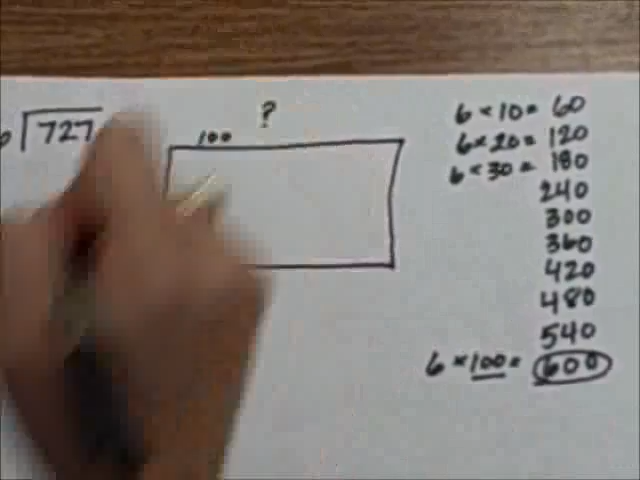 727
?
100
6 × 10 = 60
6 × 20 = 120
6 × 30 = 180
240
300
360
420
480
540
6 × 100 = 600